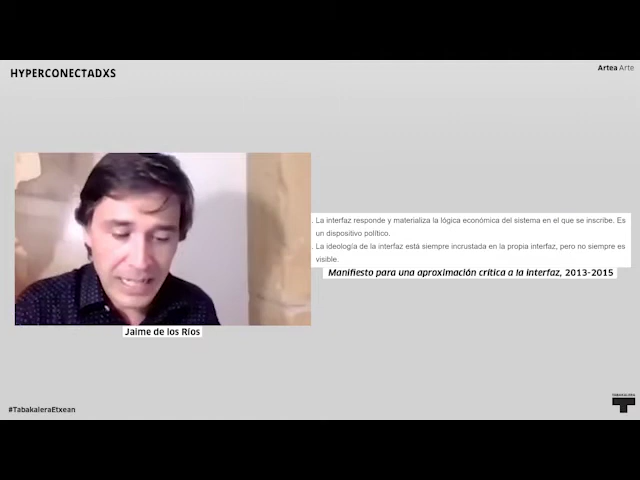 HYPERCONECTADXS
Artea Arte
. La interfaz responde y materializa la lógica económica del sistema en el que se inscribe. Es
un dispositivo político.
. La ideología de la interfaz está siempre incrustada en la propia interfaz, pero no siempre es
visible.
Manifiesto para una aproximación crítica a la interfaz, 2013-2015
Jaime de los Ríos
#TabakaleraEtxean
TABAKALERA